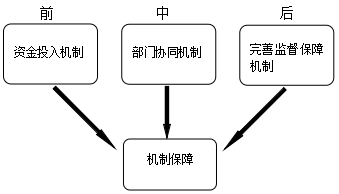 前 中 后
资金投入机制
部门协同机制
完善监督保障
机制
机制保障